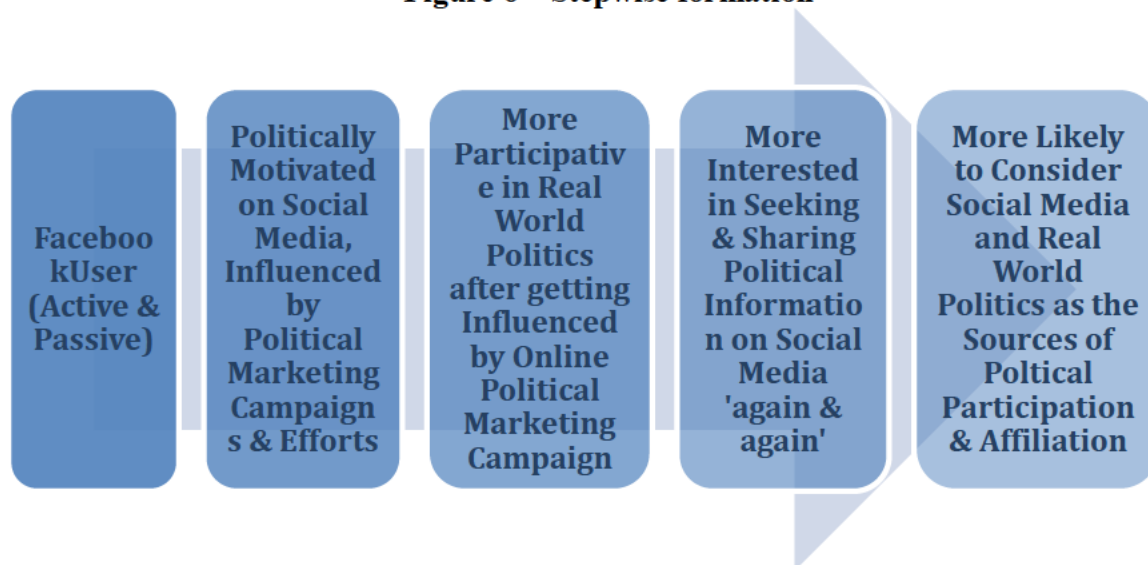 Faceboo
kUser
(Active &
Passive)
Politically
Motivated
on Social
Media,
Influenced
by
Political
Marketing
Campaign
s & Efforts
More
Participativ
e in Real
World
Politics
after getting
Influenced
by Online
Political
Marketing
Campaign
More
Interested
in Seeking
& Sharing
Political
Informatio
n on Social
Media
'again &
again'
More Likely
to Consider
Social Media
and Real
World
Politics as the
Sources of
Poltical
Participation
& Affiliation